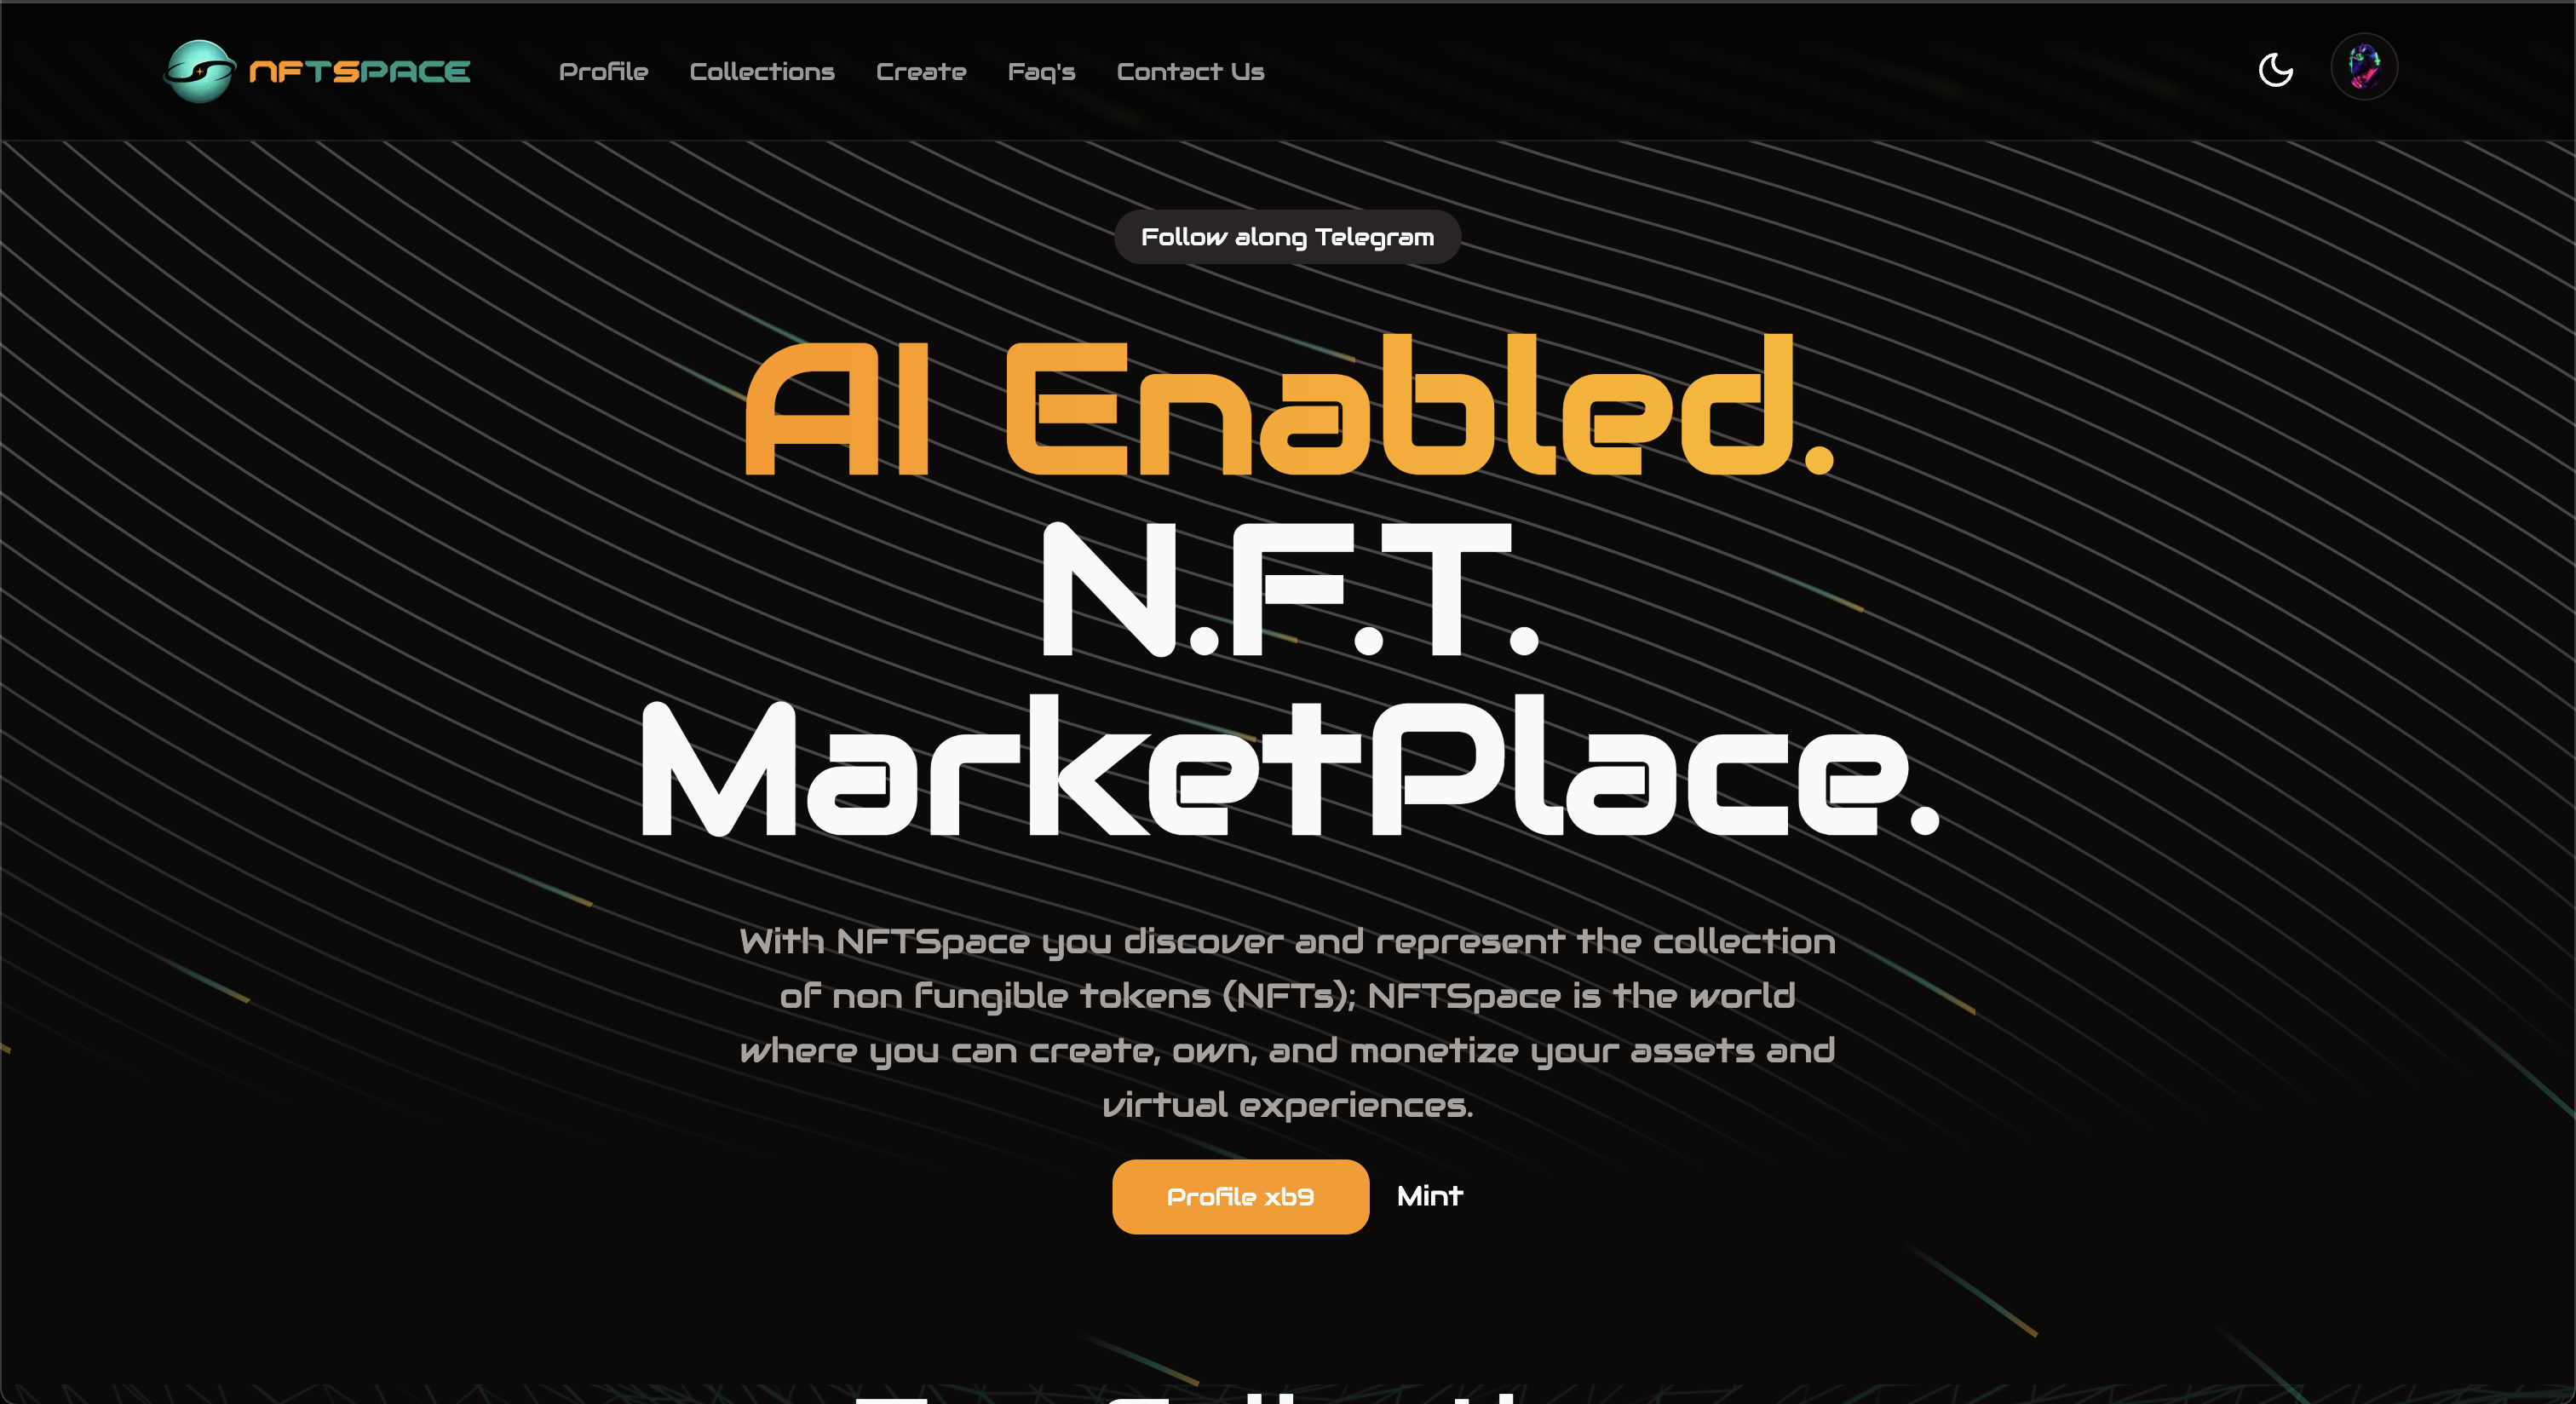 NFTSPACE
Profile Collections Create Faq's Contact Us
Follow along Telegram
AI Enabled.
N.F.T.
MarketPlace.
With NFTSpace you discover and represent the collection
of non fungible tokens (NFTs); NFTSpace is the world
where you can create, own, and monetize your assets and
virtual experiences.
Profile xb9 Mint